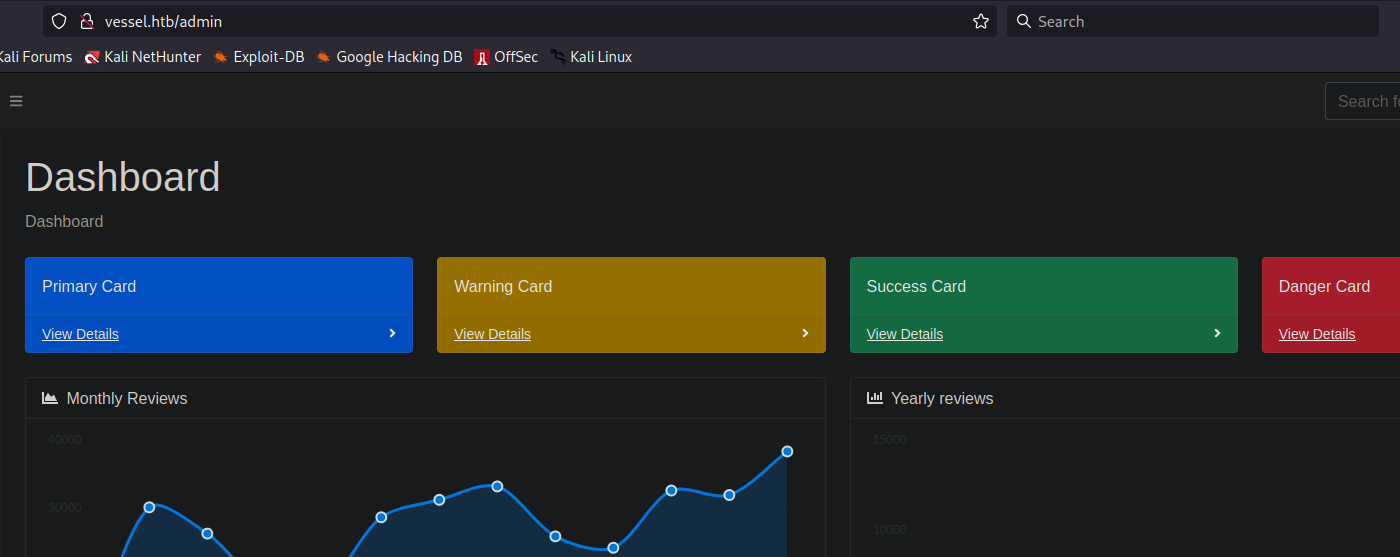 vessel.htb/admin
Search
Kali Forums Kali NetHunter Exploit-DB Google Hacking DB OffSec Kali Linux
Search
Dashboard
Dashboard
Primary Card Warning Card Success Card Danger Card
View Details View Details View Details View Details
Monthly Reviews Yearly reviews
40000 15000
30000
10000